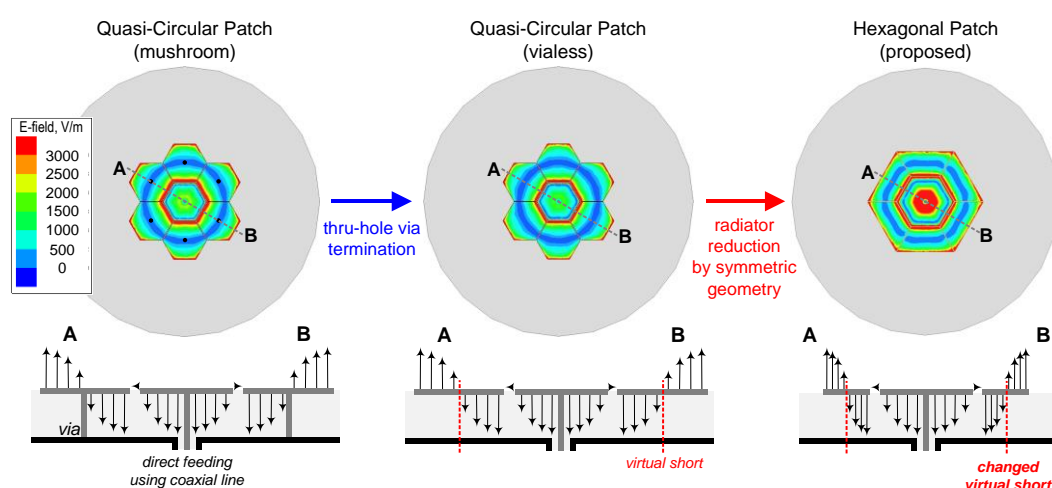 Quasi-Circular Patch
(mushroom)
Quasi-Circular Patch
(vialess)
Hexagonal Patch
(proposed)
E-field, V/m
3000
2500
2000
1500
1000
500
0
A
B
A
B
A
B
thru-hole via
termination
radiator
reduction
by symmetric
geometry
A
B
A
B
A
B
via
direct feeding
using coaxial line
virtual short
changed
virtual short